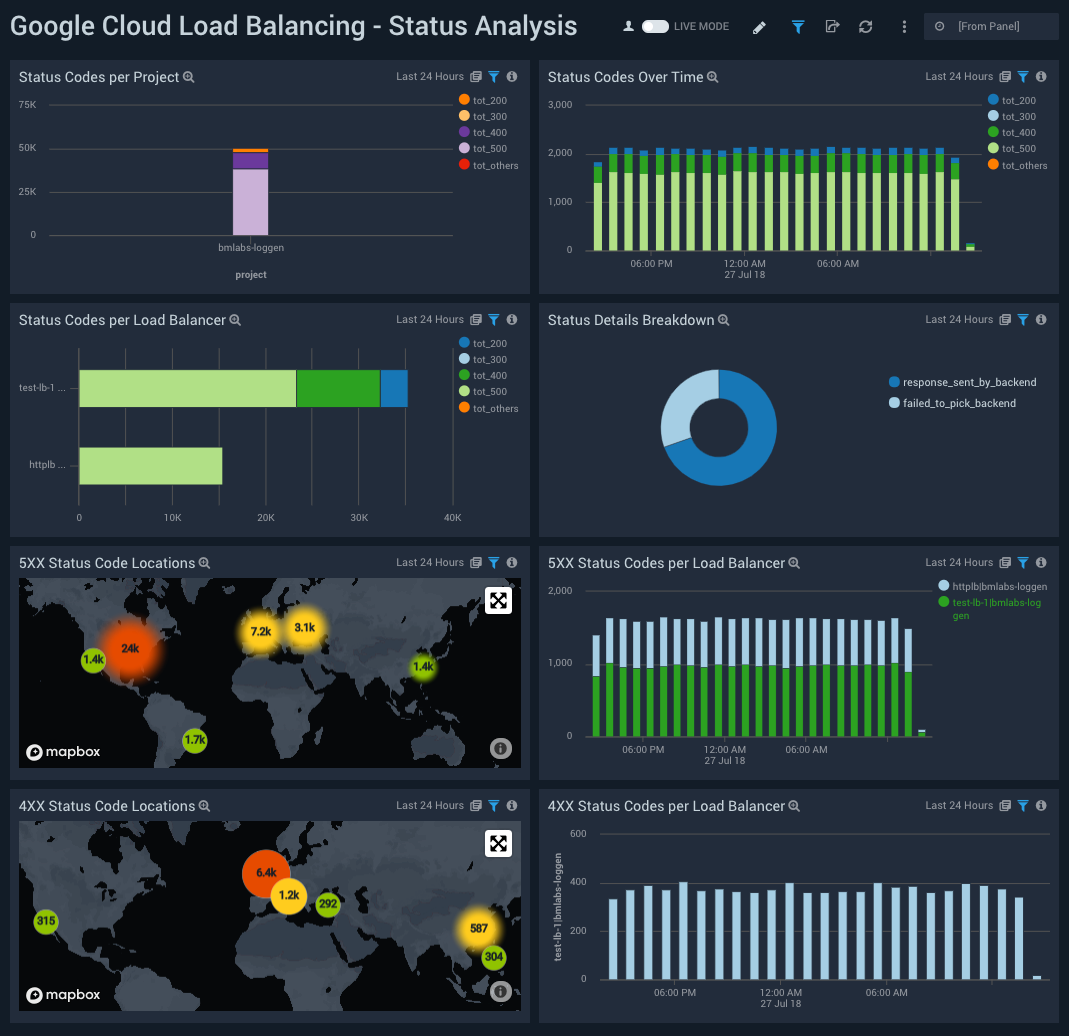 Google Cloud Load Balancing - Status Analysis
LIVE MODE
[From Panel]
Status Codes per Project
Last 24 Hours
75K
50K
25K
0
bmlabs-loggen
project
tot_200
tot_300
tot_400
tot_500
tot_others
Status Codes Over Time
Last 24 Hours
3,000
2,000
1,000
0
06:00 PM
12:00 AM
27 Jul 18
06:00 AM
tot_200
tot_300
tot_400
tot_500
tot_others
Status Codes per Load Balancer
Last 24 Hours
test-lb-1 ...
httplb ...
0
10K
20K
30K
40K
tot_200
tot_300
tot_400
tot_500
tot_others
Status Details Breakdown
Last 24 Hours
response_sent_by_backend
failed_to_pick_backend
5XX Status Code Locations
Last 24 Hours
1.4k
24k
7.2k
3.1k
1.4k
1.7k
mapbox
5XX Status Codes per Load Balancer
Last 24 Hours
2,000
1,000
0
06:00 PM
12:00 AM
27 Jul 18
06:00 AM
httplb|bmlabs-loggen
test-lb-1|bmlabs-log
gen
4XX Status Code Locations
Last 24 Hours
315
6.4k
1.2k
292
587
304
mapbox
4XX Status Codes per Load Balancer
Last 24 Hours
test-lb-1|bmlabs-loggen
600
400
200
0
06:00 PM
12:00 AM
27 Jul 18
06:00 AM